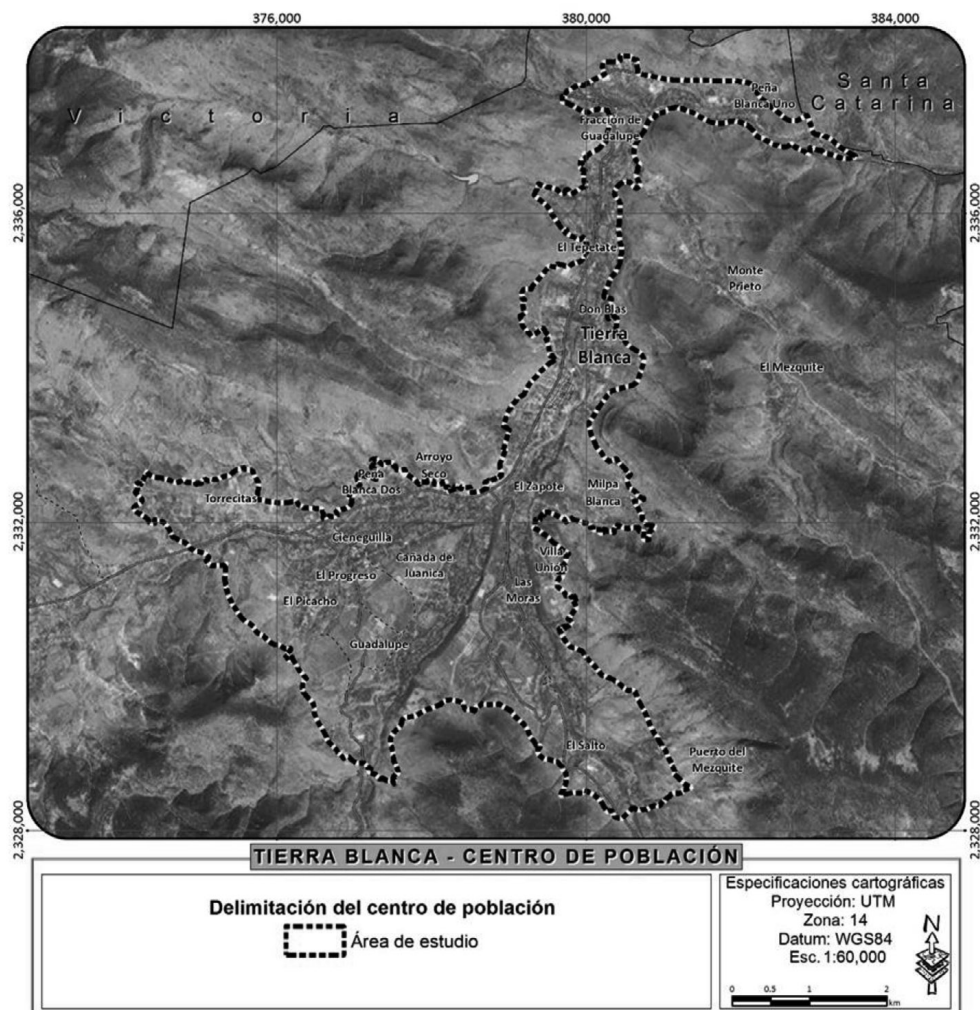 376,000
380,000
384,000
Santa
Catarina
Victoria
Peña
Blanca Uno
Fracción de
Guadalupe
2,336,000
2,336,000
El Tepetate
Monte
Prieto
Don Blas
Tierra
Blanca
El Mezquite
Arroyo
Seco
Peña
Blanca Dos
Torrecitas
El Zapote
Milpa
Blanca
2,332,000
2,332,000
Cieneguilla
Cañada de
Juanica
Villa
Unión
El Progreso
Las
Moras
El Picacho
Guadalupe
El Salto
Puerto del
Mezquite
2,328,000
2,328,000
TIERRA BLANCA - CENTRO DE POBLACIÓN
Delimitación del centro de población
Área de estudio
Especificaciones cartográficas
Proyección: UTM
Zona: 14
Datum: WGS84
Esc. 1:60,000
N
0 0.5 1 2
km